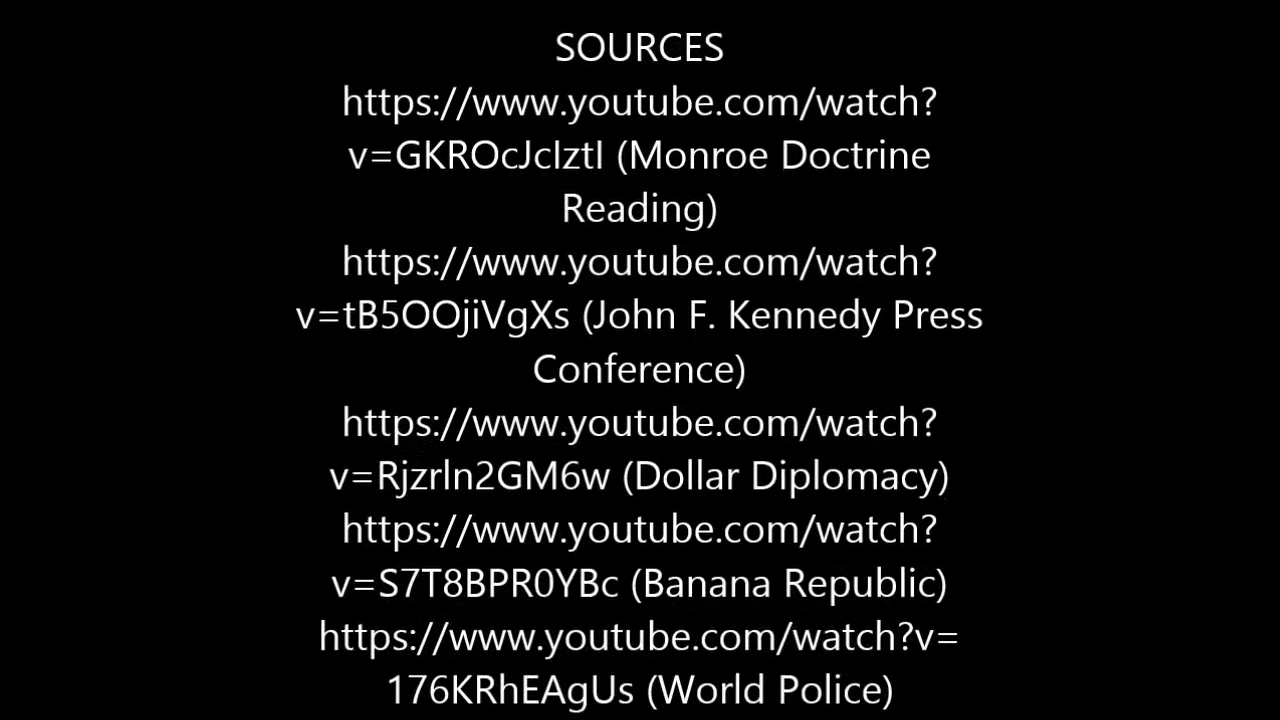 SOURCES
https://www.youtube.com/watch?
v=GKROcJcIztI (Monroe Doctrine
Reading)
https://www.youtube.com/watch?
v=tB5OOjiVgXs (John F. Kennedy Press
Conference)
https://www.youtube.com/watch?
v=Rjzrln2GM6w (Dollar Diplomacy)
https://www.youtube.com/watch?
v=S7T8BPR0YBc (Banana Republic)
https://www.youtube.com/watch?v=
176KRhEAgUs (World Police)